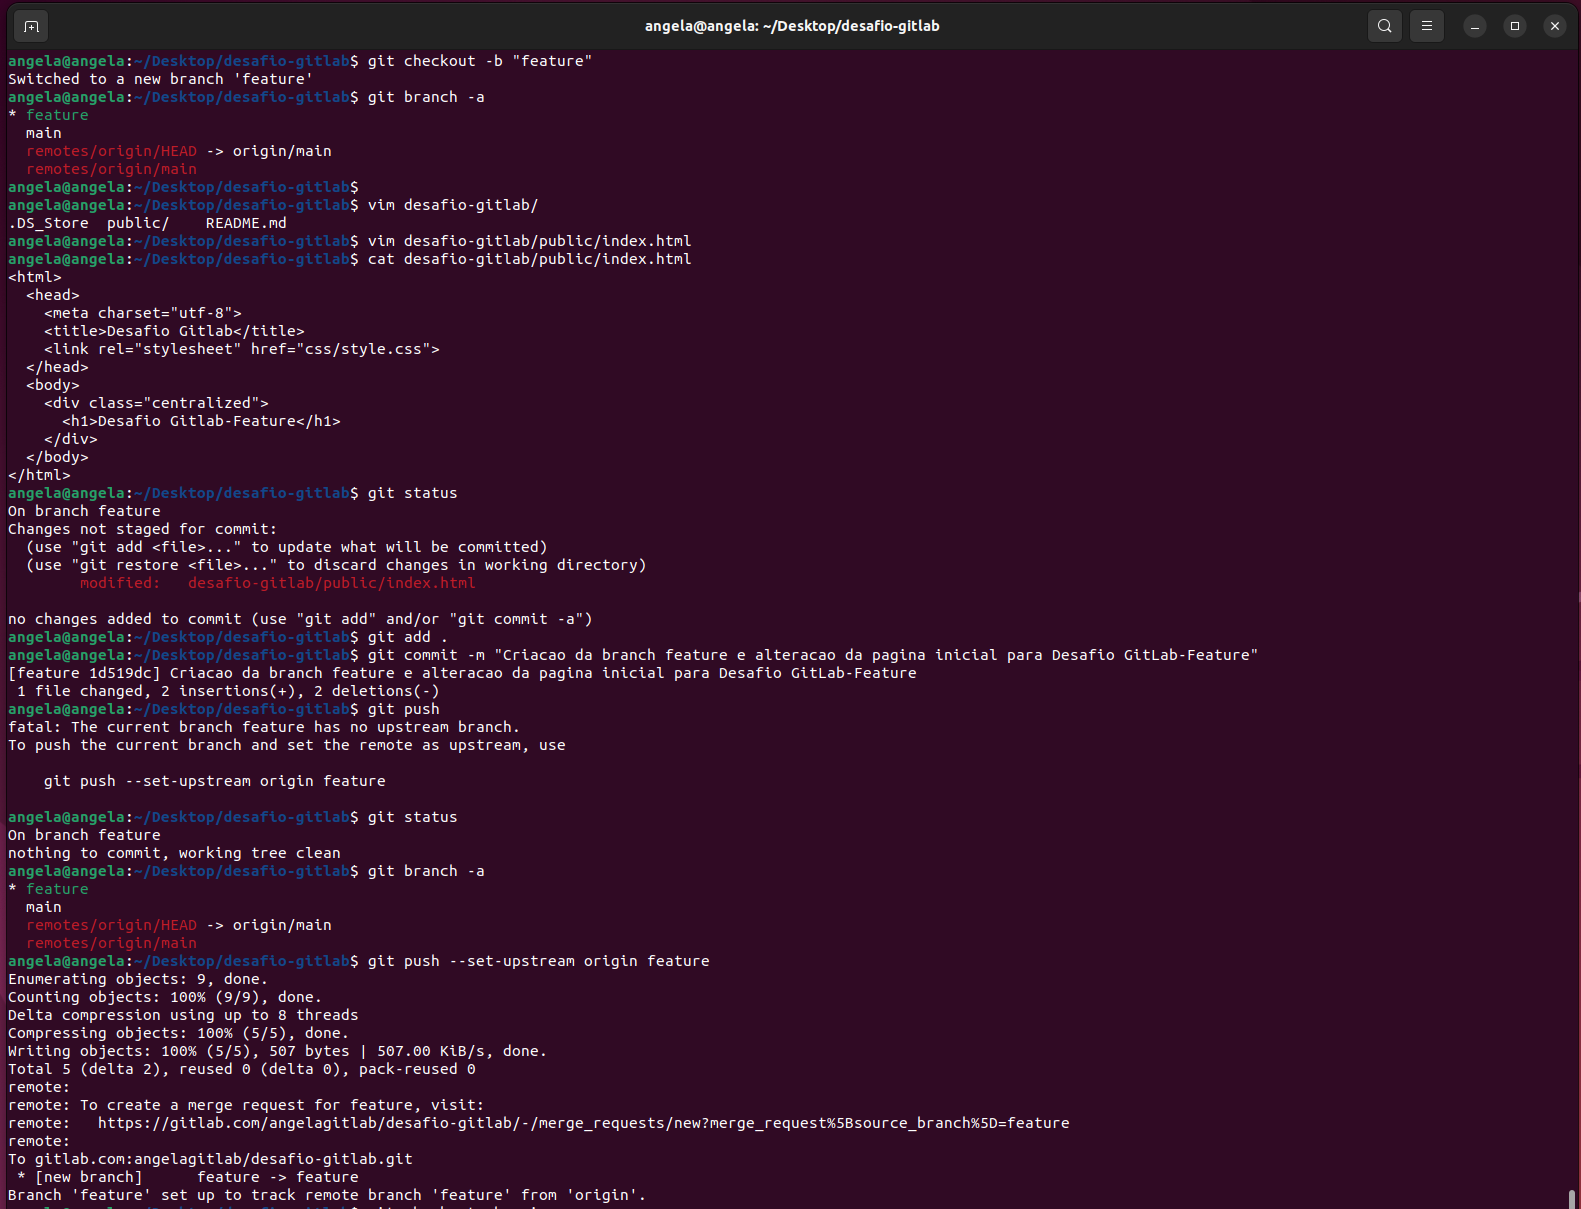 angela@angela: ~/Desktop/desafio-gitlab
angela@angela:~/Desktop/desafio-gitlab$ git checkout -b "feature"
Switched to a new branch 'feature'
angela@angela:~/Desktop/desafio-gitlab$ git branch -a
* feature
  main
  remotes/origin/HEAD -> origin/main
  remotes/origin/main
angela@angela:~/Desktop/desafio-gitlab$
angela@angela:~/Desktop/desafio-gitlab$ vim desafio-gitlab/
.DS_Store  public/    README.md
angela@angela:~/Desktop/desafio-gitlab$ vim desafio-gitlab/public/index.html
angela@angela:~/Desktop/desafio-gitlab$ cat desafio-gitlab/public/index.html
<html>
  <head>
    <meta charset="utf-8">
    <title>Desafio Gitlab</title>
    <link rel="stylesheet" href="css/style.css">
  </head>
  <body>
    <div class="centralized">
      <h1>Desafio Gitlab-Feature</h1>
    </div>
  </body>
</html>
angela@angela:~/Desktop/desafio-gitlab$ git status
On branch feature
Changes not staged for commit:
  (use "git add <file>..." to update what will be committed)
  (use "git restore <file>..." to discard changes in working directory)
        modified:   desafio-gitlab/public/index.html
no changes added to commit (use "git add" and/or "git commit -a")
angela@angela:~/Desktop/desafio-gitlab$ git add .
angela@angela:~/Desktop/desafio-gitlab$ git commit -m "Criacao da branch feature e alteracao da pagina inicial para Desafio GitLab-Feature"
[feature 1d519dc] Criacao da branch feature e alteracao da pagina inicial para Desafio GitLab-Feature
 1 file changed, 2 insertions(+), 2 deletions(-)
angela@angela:~/Desktop/desafio-gitlab$ git push
fatal: The current branch feature has no upstream branch.
To push the current branch and set the remote as upstream, use
    git push --set-upstream origin feature
angela@angela:~/Desktop/desafio-gitlab$ git status
On branch feature
nothing to commit, working tree clean
angela@angela:~/Desktop/desafio-gitlab$ git branch -a
* feature
  main
  remotes/origin/HEAD -> origin/main
  remotes/origin/main
angela@angela:~/Desktop/desafio-gitlab$ git push --set-upstream origin feature
Enumerating objects: 9, done.
Counting objects: 100% (9/9), done.
Delta compression using up to 8 threads
Compressing objects: 100% (5/5), done.
Writing objects: 100% (5/5), 507 bytes | 507.00 KiB/s, done.
Total 5 (delta 2), reused 0 (delta 0), pack-reused 0
remote:
remote: To create a merge request for feature, visit:
remote:   https://gitlab.com/angelagitlab/desafio-gitlab/-/merge_requests/new?merge_request%5Bsource_branch%5D=feature
remote:
To gitlab.com:angelagitlab/desafio-gitlab.git
 * [new branch]      feature -> feature
Branch 'feature' set up to track remote branch 'feature' from 'origin'.